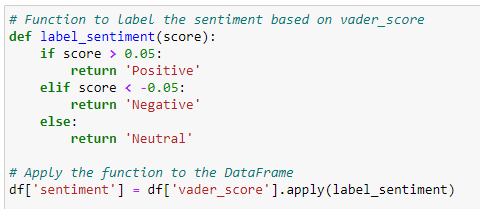 # Function to label the sentiment based on vader_score
def label_sentiment(score):
    if score > 0.05:
        return 'Positive'
    elif score < -0.05:
        return 'Negative'
    else:
        return 'Neutral'

# Apply the function to the DataFrame
df['sentiment'] = df['vader_score'].apply(label_sentiment)